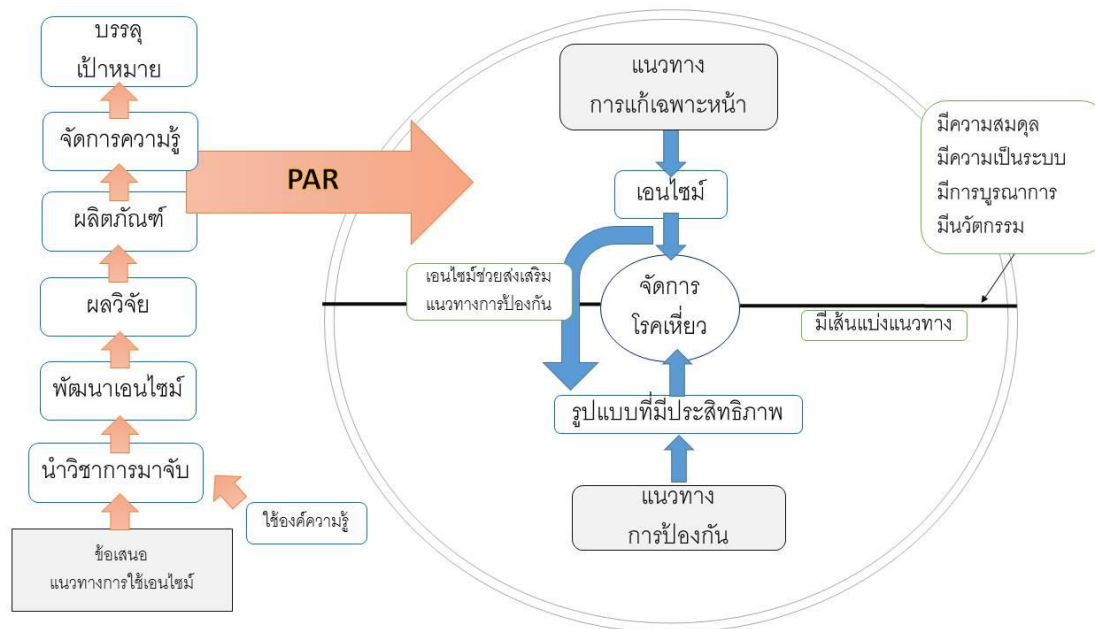 บรรลุ
เป้าหมาย
จัดการความรู้
ผลิตภัณฑ์
ผลวิจัย
พัฒนาเอนไซม์
นำวิชาการมาจับ
ใช้องค์ความรู้
ข้อเสนอ
แนวทางการใช้เอนไซม์
PAR
แนวทาง
การแก้เฉพาะหน้า
เอนไซม์
เอนไซม์ช่วยส่งเสริม
แนวทางการป้องกัน
จัดการ
โรคเหี่ยว
มีเส้นแบ่งแนวทาง
รูปแบบที่มีประสิทธิภาพ
แนวทาง
การป้องกัน
มีความสมดุล
มีความเป็นระบบ
มีการบูรณาการ
มีนวัตกรรม